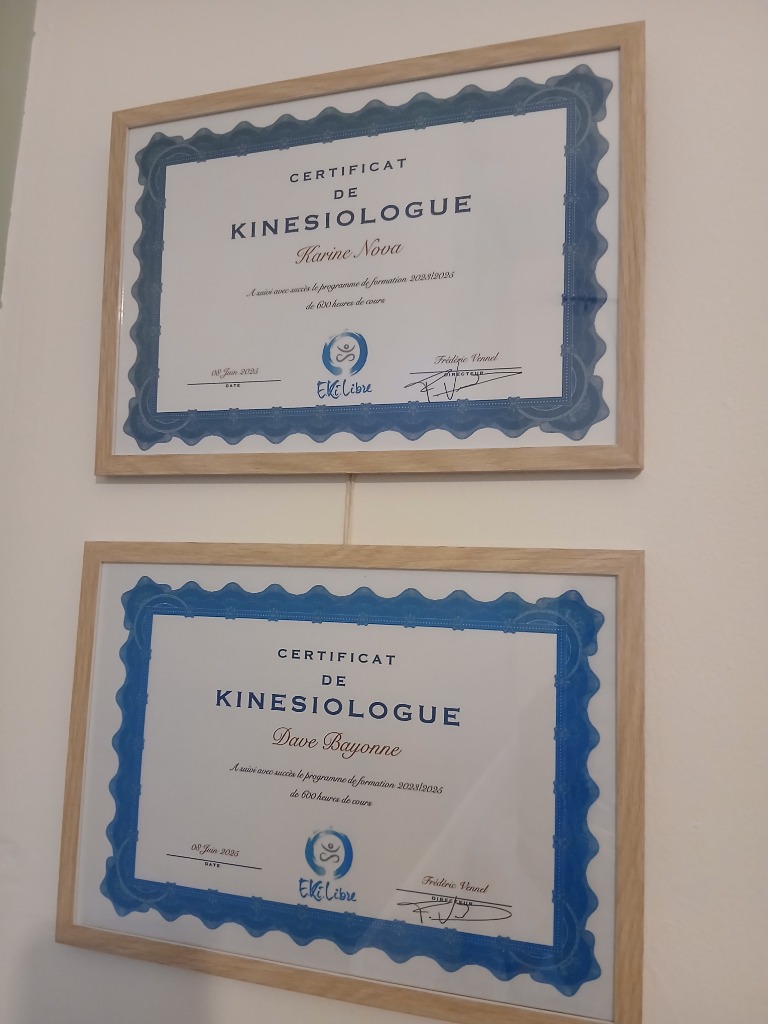 CERTIFICAT
DE
KINESIOLOGUE
Karine Nova
A suivi avec succès le programme de formation 2023/2025
de 600 heures de cours
08 Juin 2025
DATE
EKiLibre
Frédéric Vennel
DIRECTEUR
F. V
CERTIFICAT
DE
KINESIOLOGUE
Dave Bayonne
A suivi avec succès le programme de formation 2023/2025
de 600 heures de cours
08 Juin 2025
DATE
EKiLibre
Frédéric Vennel
DIRECTEUR
F. V